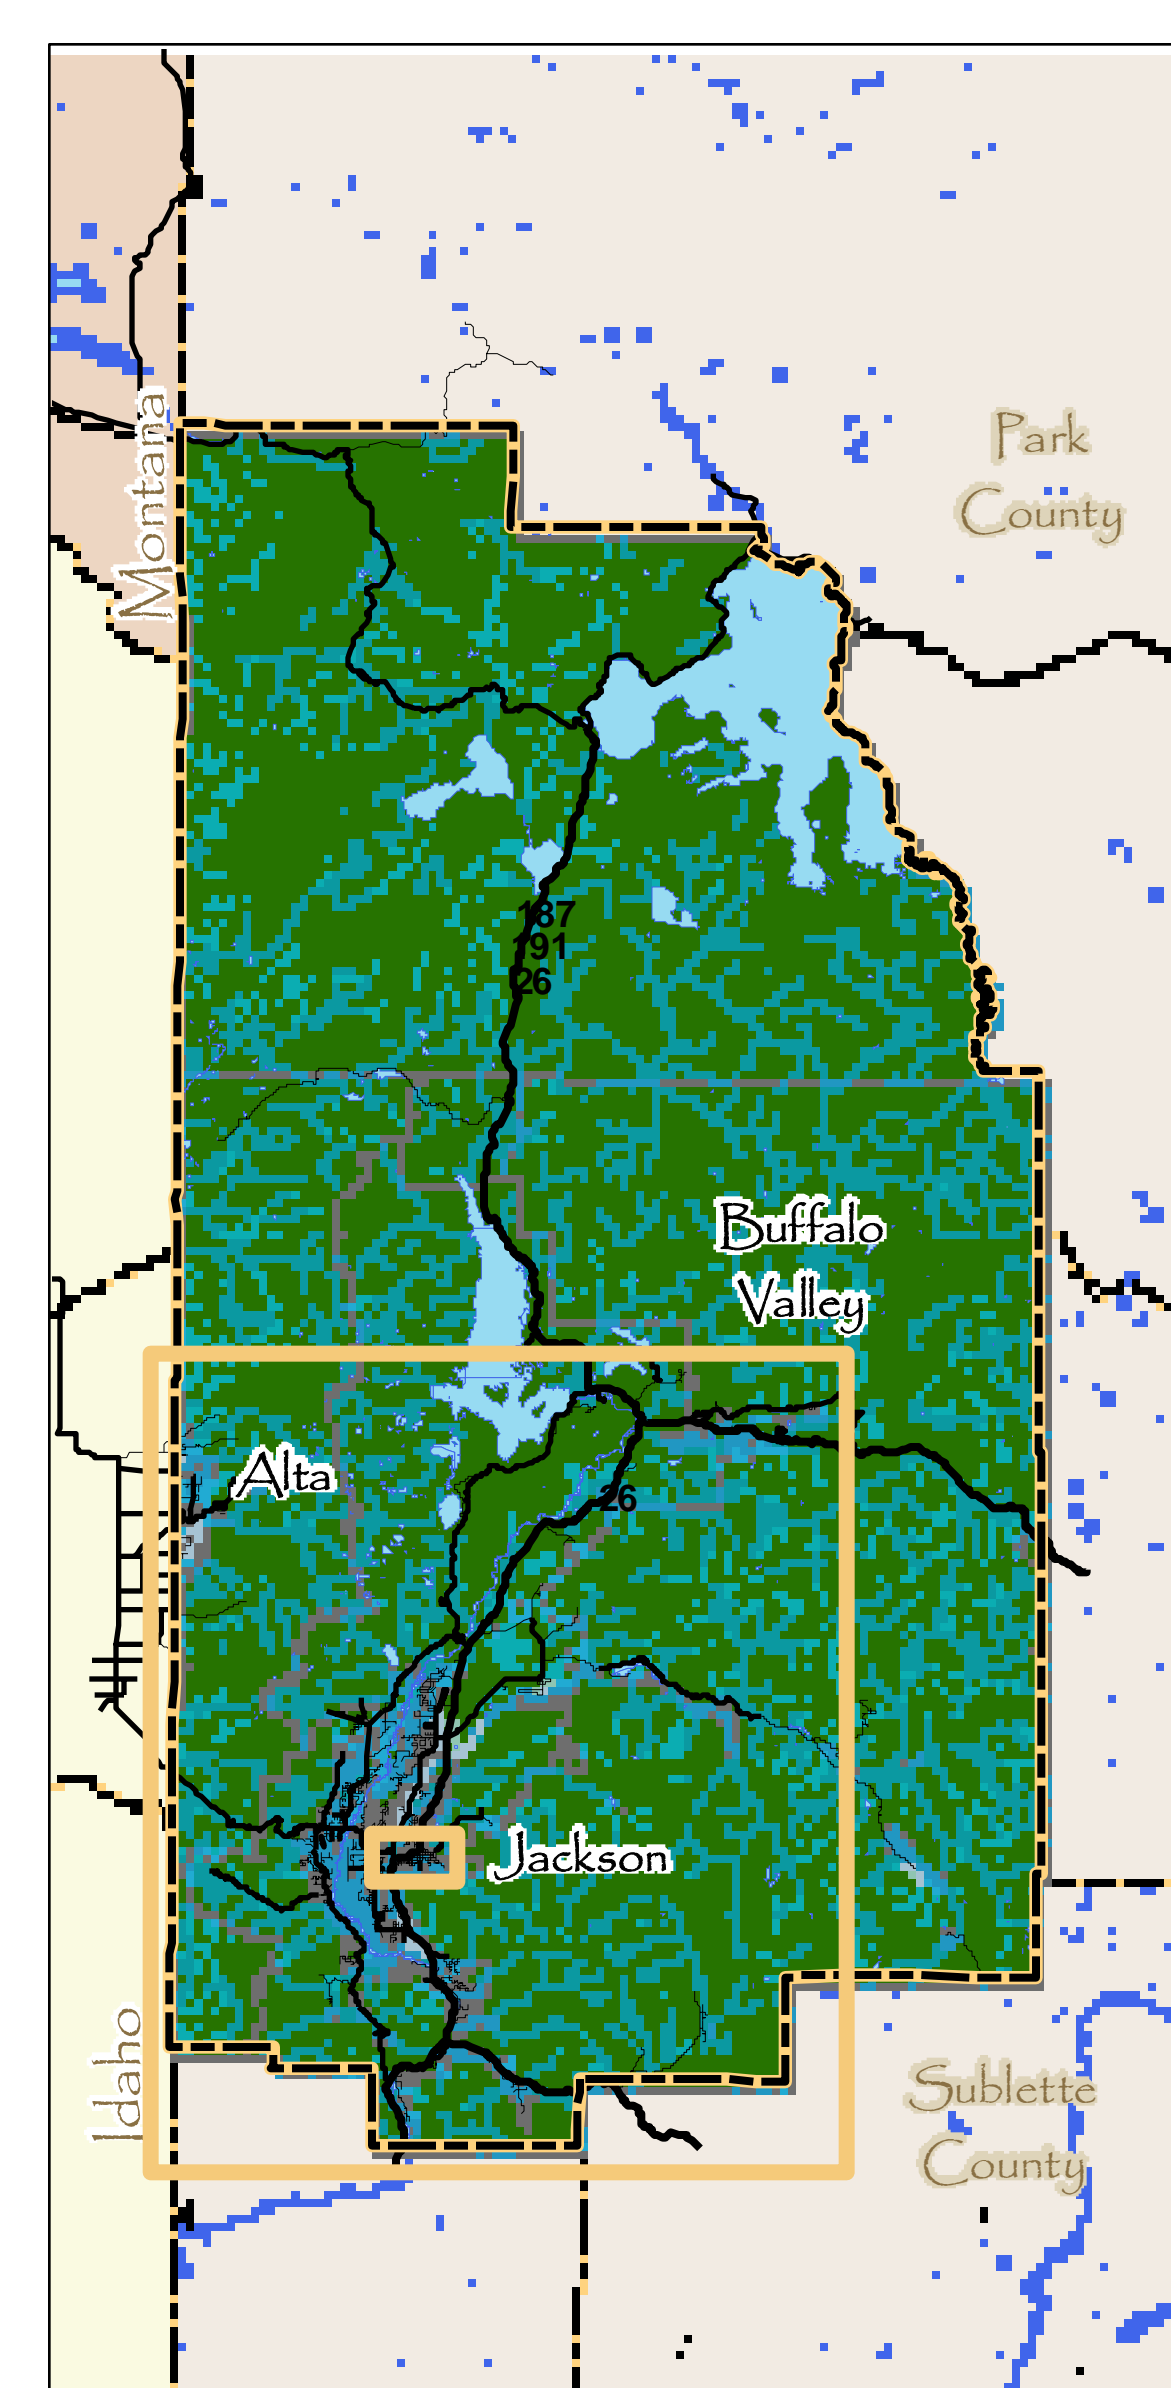 Montana
Park
County
187
191
26
Buffalo
Valley
Alta
26
Jackson
Idaho
Sublette
County